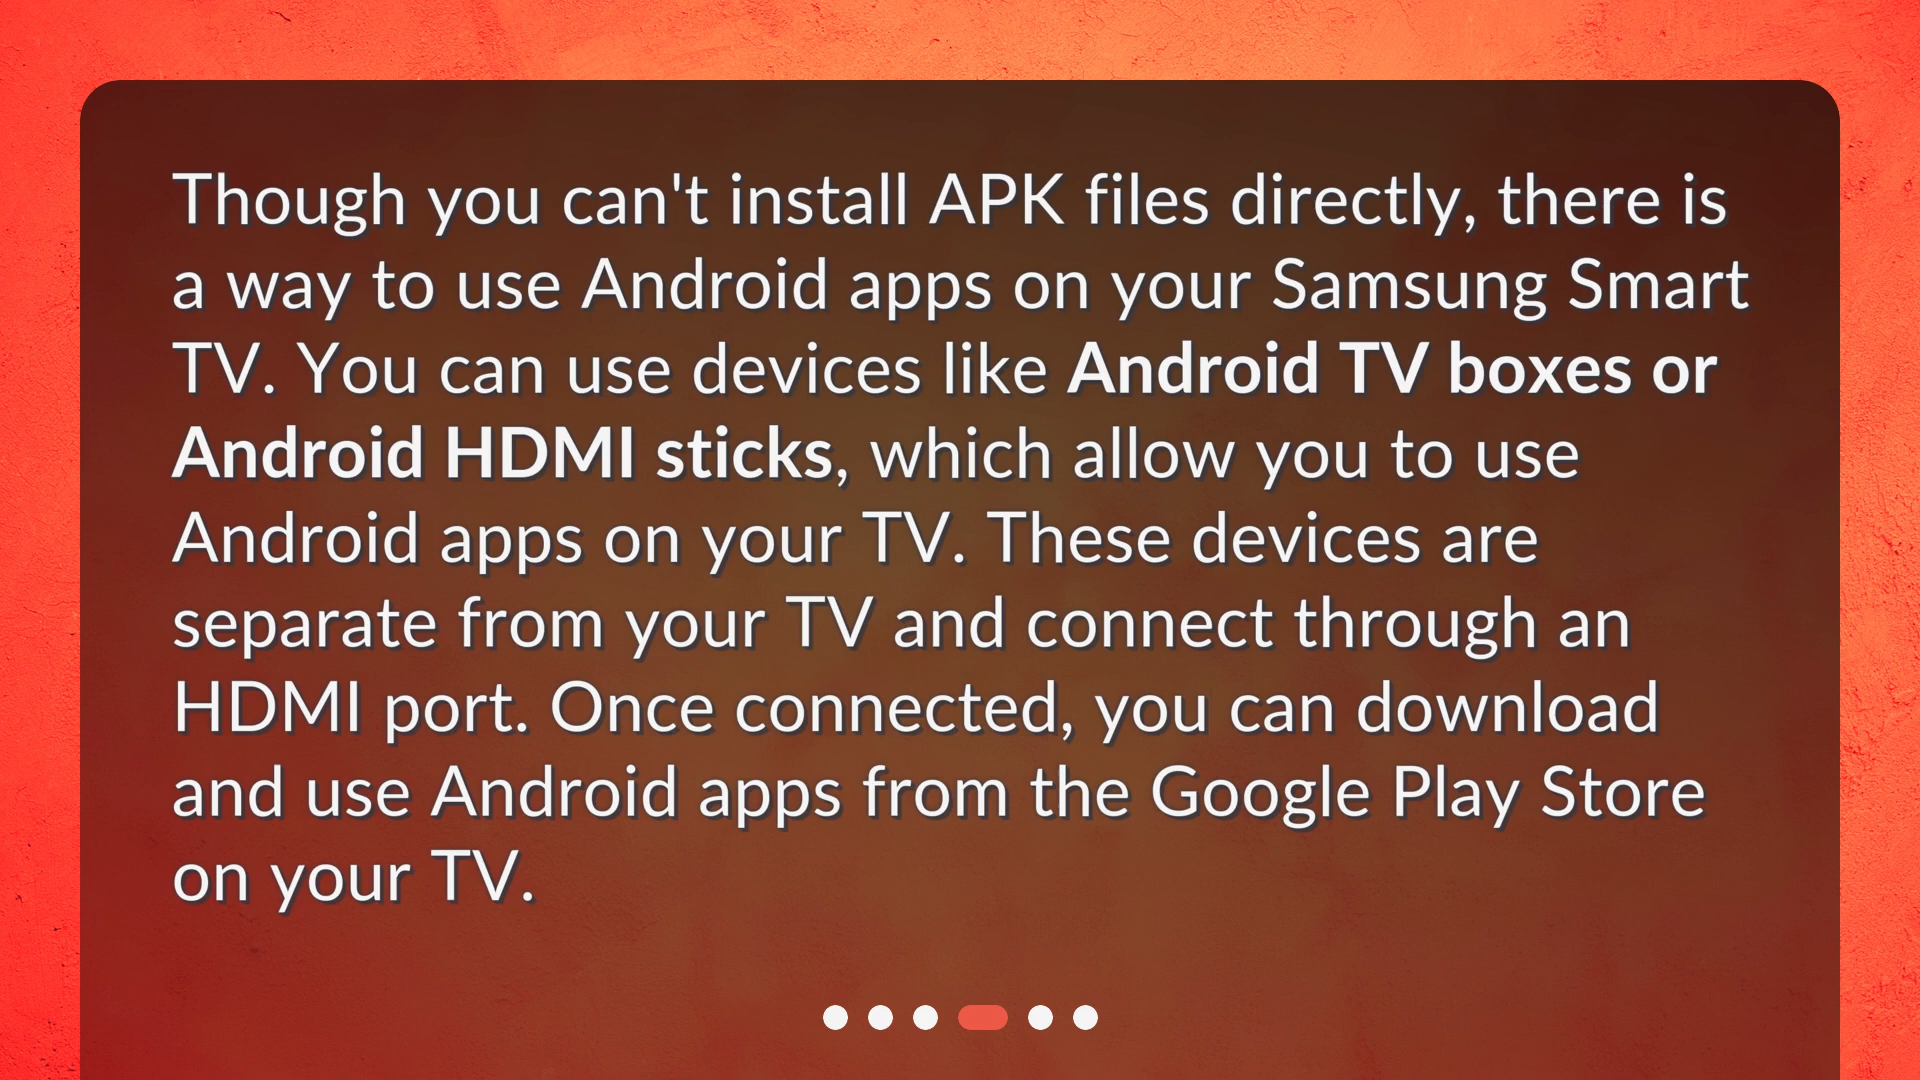 Though you can't install APK files directly, there is
a way to use Android apps on your Samsung Smart
TV. You can use devices like Android TV boxes or
Android HDMI sticks, which allow you to use
Android apps on your TV. These devices are
separate from your TV and connect through an
HDMI port. Once connected, you can download
and use Android apps from the Google Play Store
on your TV.